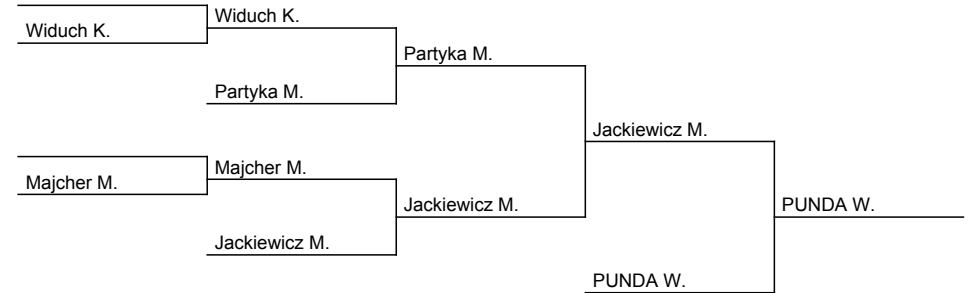 Widuch K.
Widuch K.
Partyka M.
Partyka M.
Jackiewicz M.
Majcher M.
Majcher M.
Jackiewicz M.
PUNDA W.
Jackiewicz M.
PUNDA W.